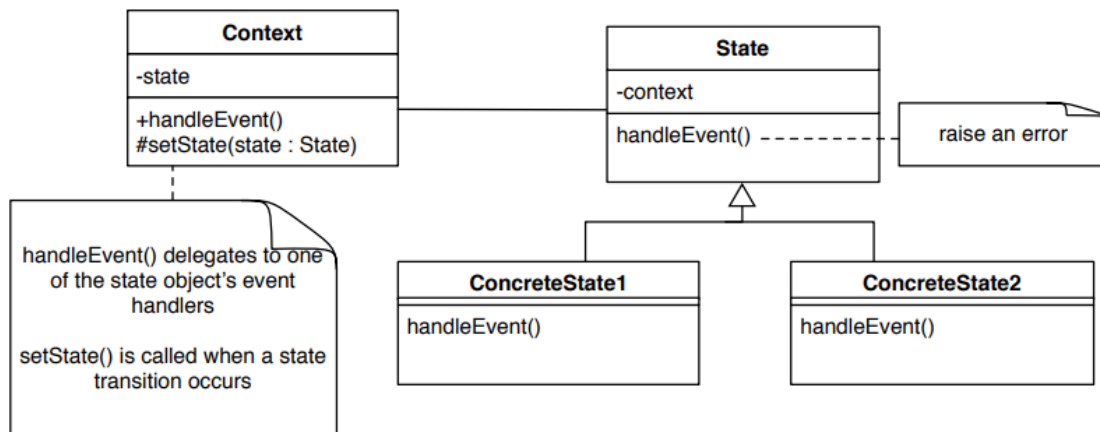 Context
-state
+handleEvent()
#setState(state : State)
State
-context
handleEvent()
raise an error
handleEvent() delegates to one
of the state object's event
handlers
setState() is called when a state
transition occurs
ConcreteState1
handleEvent()
ConcreteState2
handleEvent()